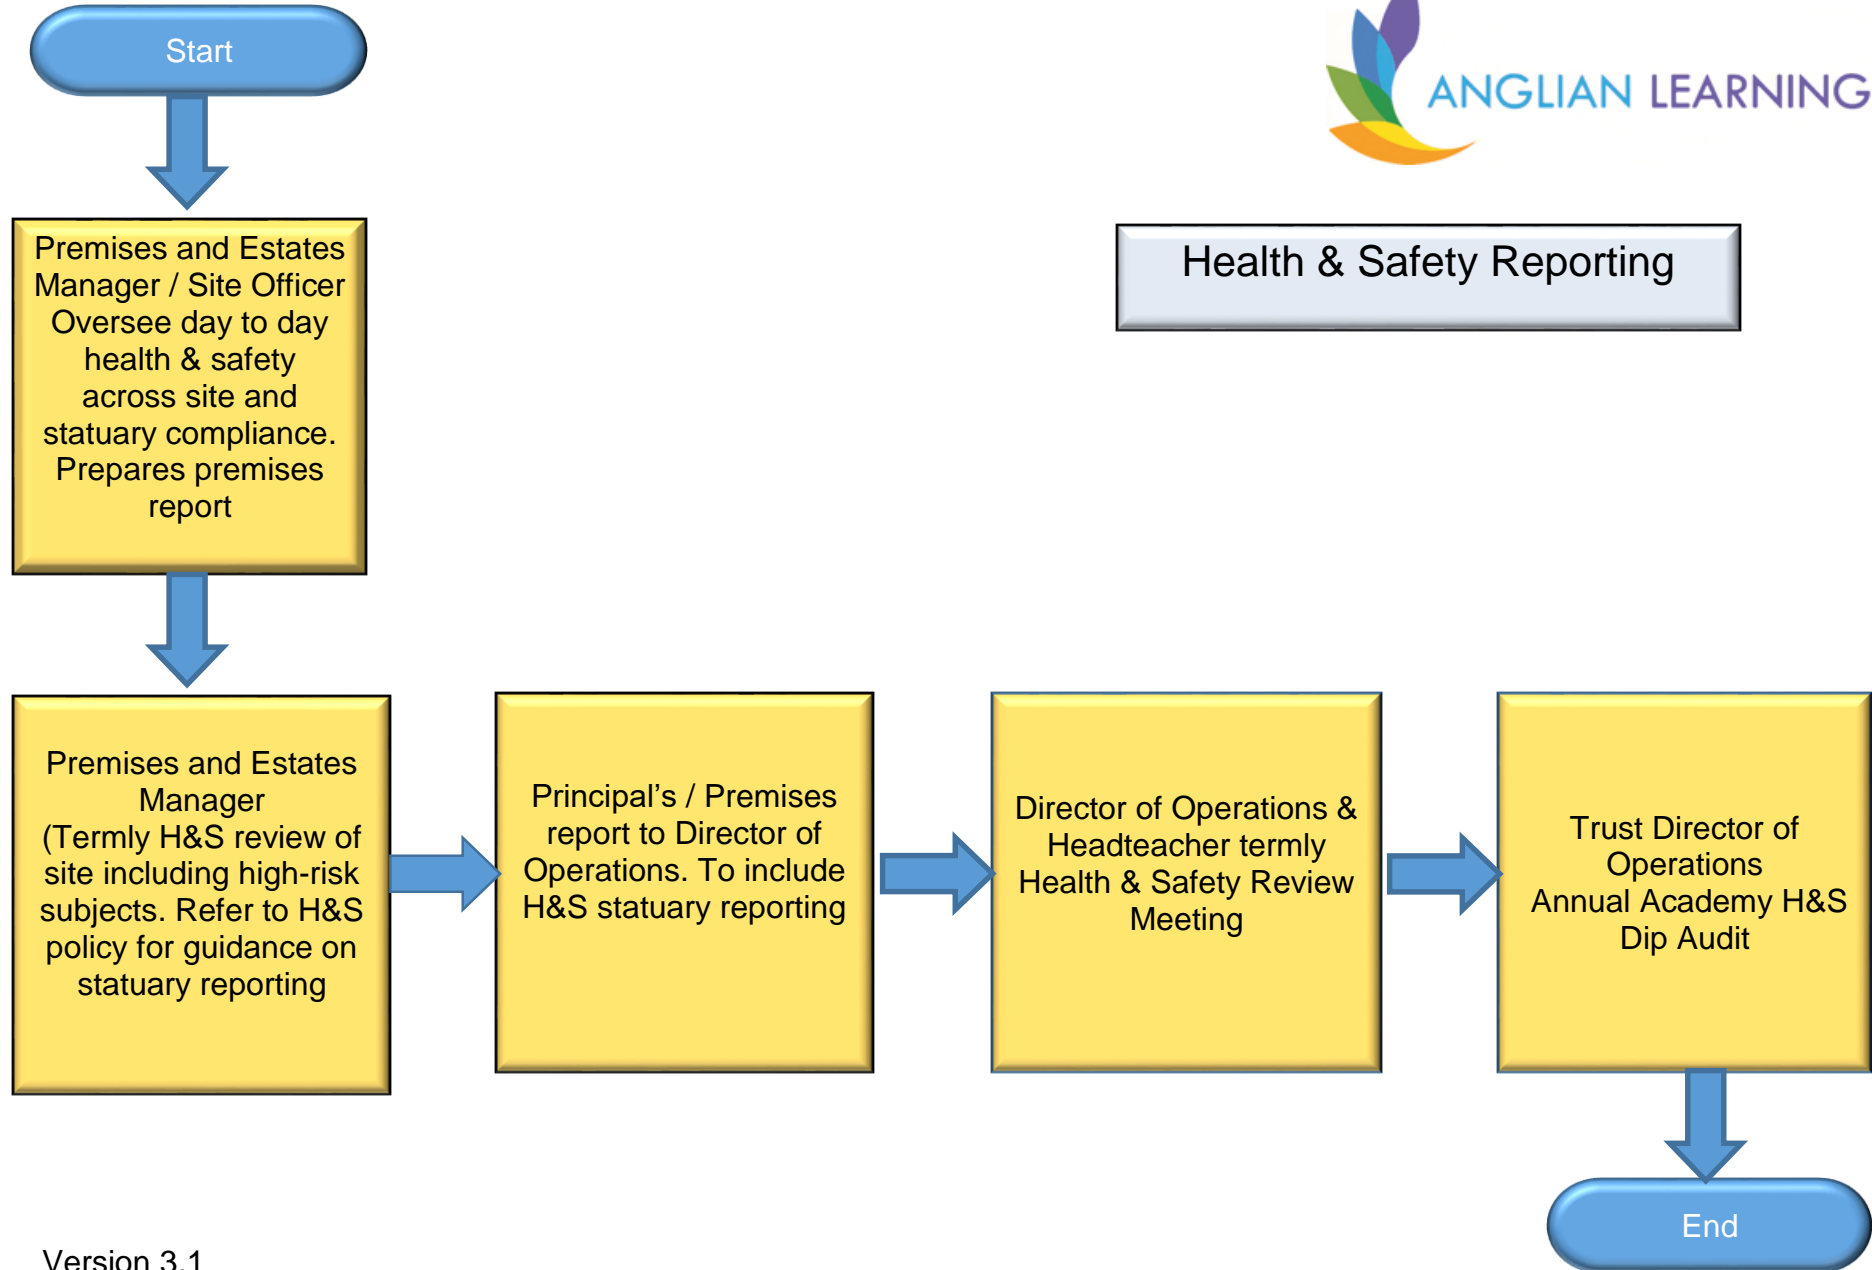 Start
ANGLIAN LEARNING
Premises and Estates
Manager / Site Officer
Oversee day to day
health & safety
across site and
statuary compliance.
Prepares premises
report
Health & Safety Reporting
Premises and Estates
Manager
(Termly H&S review of
site including high-risk
subjects. Refer to H&S
policy for guidance on
statuary reporting
Principal’s / Premises
report to Director of
Operations. To include
H&S statuary reporting
Director of Operations &
Headteacher termly
Health & Safety Review
Meeting
Trust Director of
Operations
Annual Academy H&S
Dip Audit
End
Version 3.1